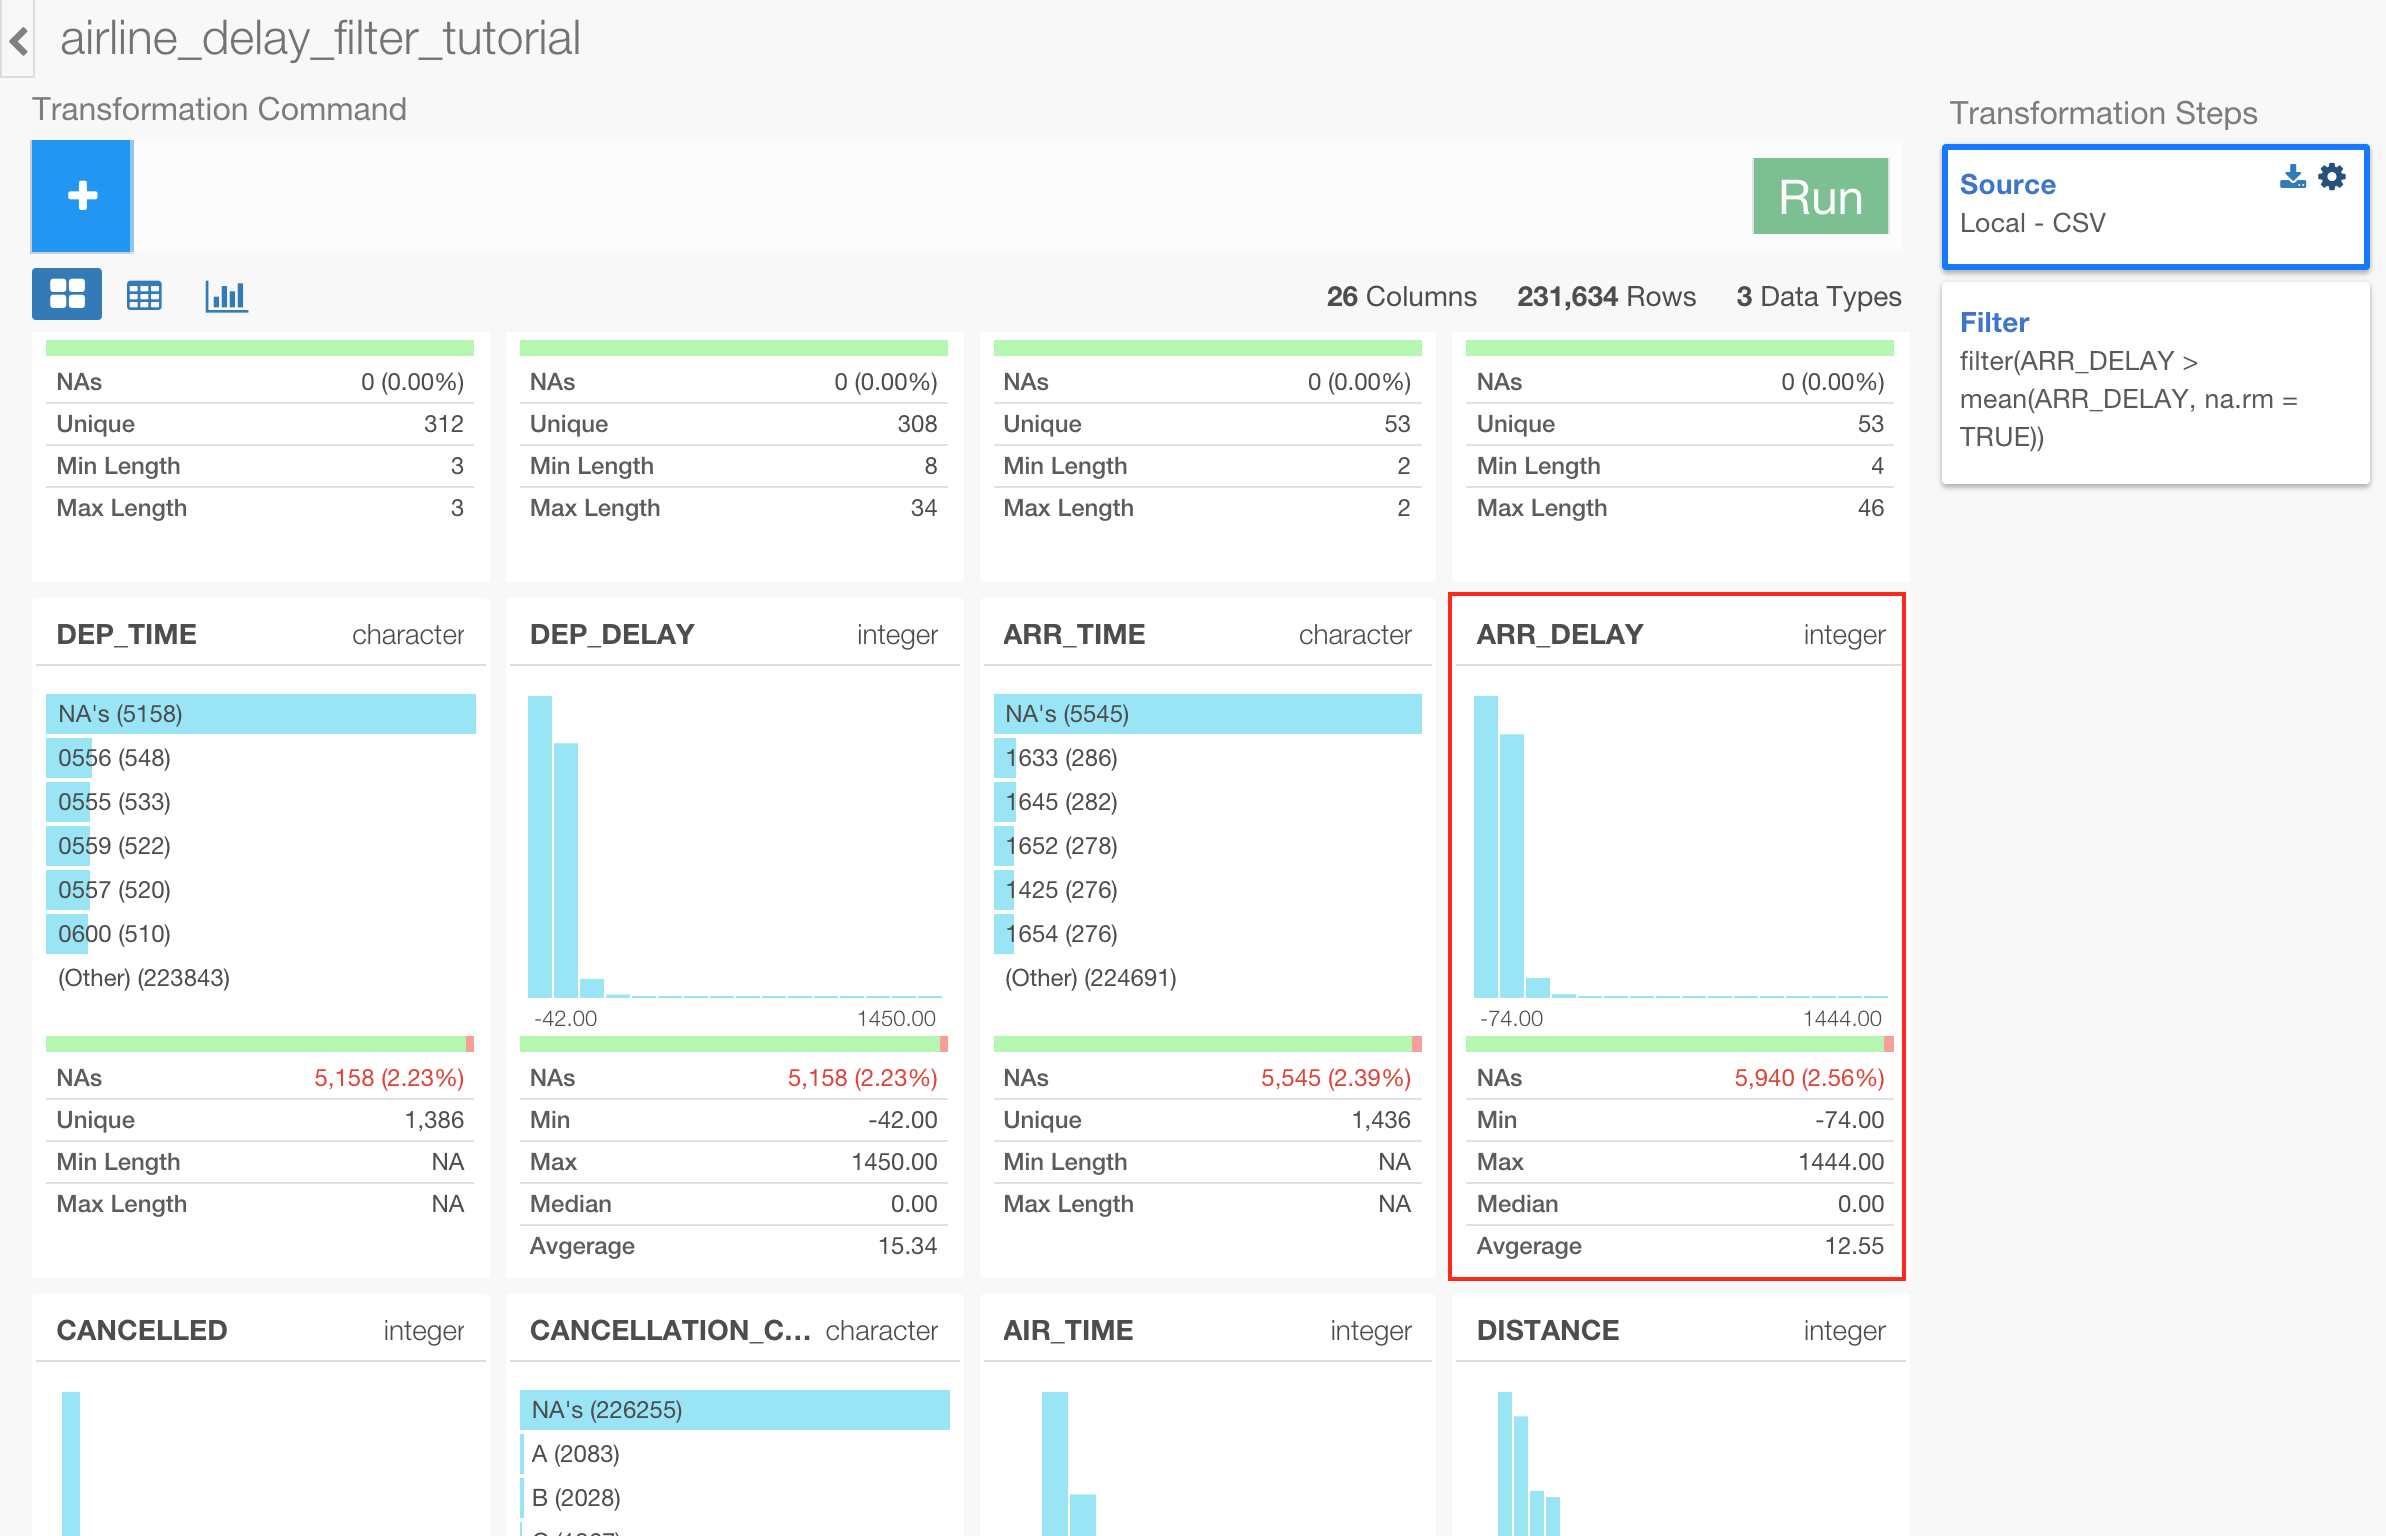 airline_delay_filter_tutorial
Transformation Command
Run
26 Columns 231,634 Rows 3 Data Types
NAs 0 (0.00%)
Unique 312
Min Length 3
Max Length 3
NAs 0 (0.00%)
Unique 308
Min Length 8
Max Length 34
NAs 0 (0.00%)
Unique 53
Min Length 2
Max Length 2
NAs 0 (0.00%)
Unique 53
Min Length 4
Max Length 46
DEP_TIME character
NA's (5158)
0556 (548)
0555 (533)
0559 (522)
0557 (520)
0600 (510)
(Other) (223843)
NAs 5,158 (2.23%)
Unique 1,386
Min Length NA
Max Length NA
DEP_DELAY integer
-42.00 1450.00
NAs 5,158 (2.23%)
Min -42.00
Max 1450.00
Median 0.00
Avgerage 15.34
ARR_TIME character
NA's (5545)
1633 (286)
1645 (282)
1652 (278)
1425 (276)
1654 (276)
(Other) (224691)
NAs 5,545 (2.39%)
Unique 1,436
Min Length NA
Max Length NA
ARR_DELAY integer
-74.00 1444.00
NAs 5,940 (2.56%)
Min -74.00
Max 1444.00
Median 0.00
Avgerage 12.55
CANCELLED integer
CANCELLATION_C... character
NA's (226255)
A (2083)
B (2028)
AIR_TIME integer
DISTANCE integer
Transformation Steps
Source
Local - CSV
Filter
filter(ARR_DELAY >
mean(ARR_DELAY, na.rm =
TRUE))